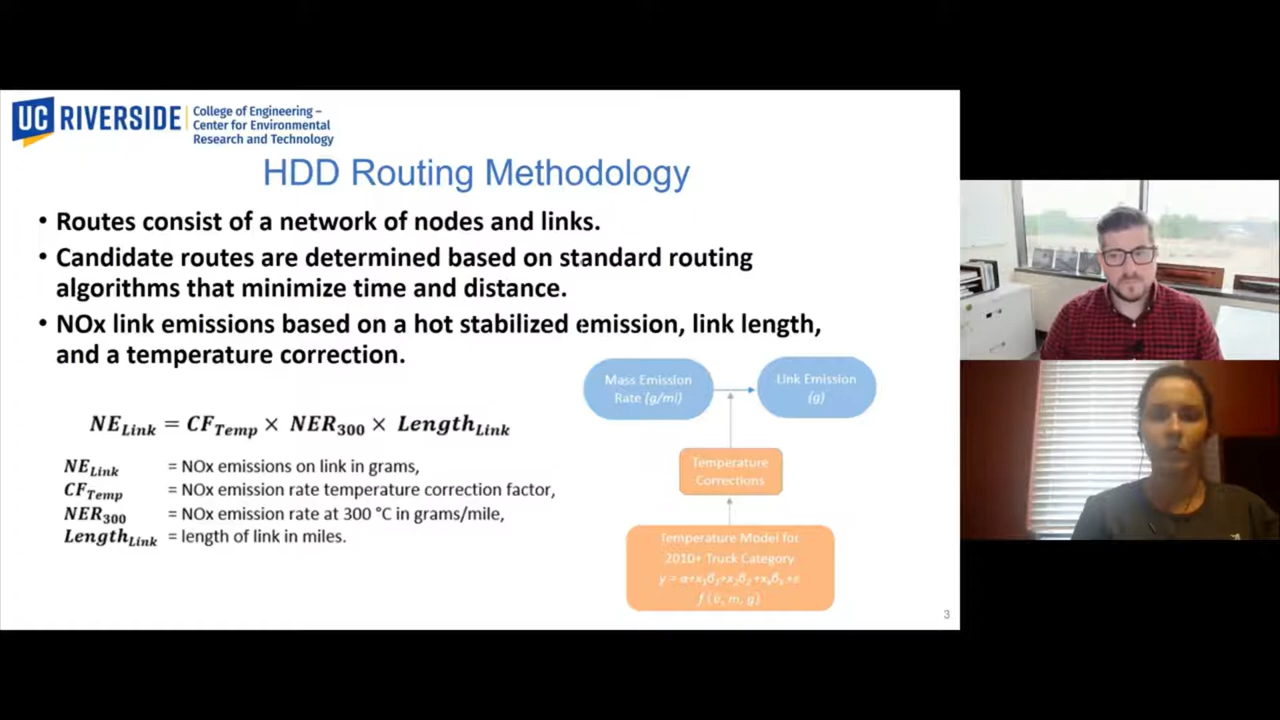 UC RIVERSIDE
College of Engineering –
Center for Environmental
Research and Technology
HDD Routing Methodology
• Routes consist of a network of nodes and links.
• Candidate routes are determined based on standard routing
algorithms that minimize time and distance.
• NOx link emissions based on a hot stabilized emission, link length,
and a temperature correction.
Mass Emission
Rate (g/mi)
Link Emission
(g)
NE_Link = CF_Temp × NER_300 × Length_Link
Temperature
Corrections
NE_Link = NOx emissions on link in grams,
CF_Temp = NOx emission rate temperature correction factor,
NER_300 = NOx emission rate at 300 °C in grams/mile,
Length_Link = length of link in miles.
Temperature Model for
2010+ Truck Category
3